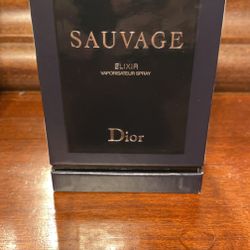 SAUVAGE
ELIXIR
VAPORISATEUR SPRAY
Dior